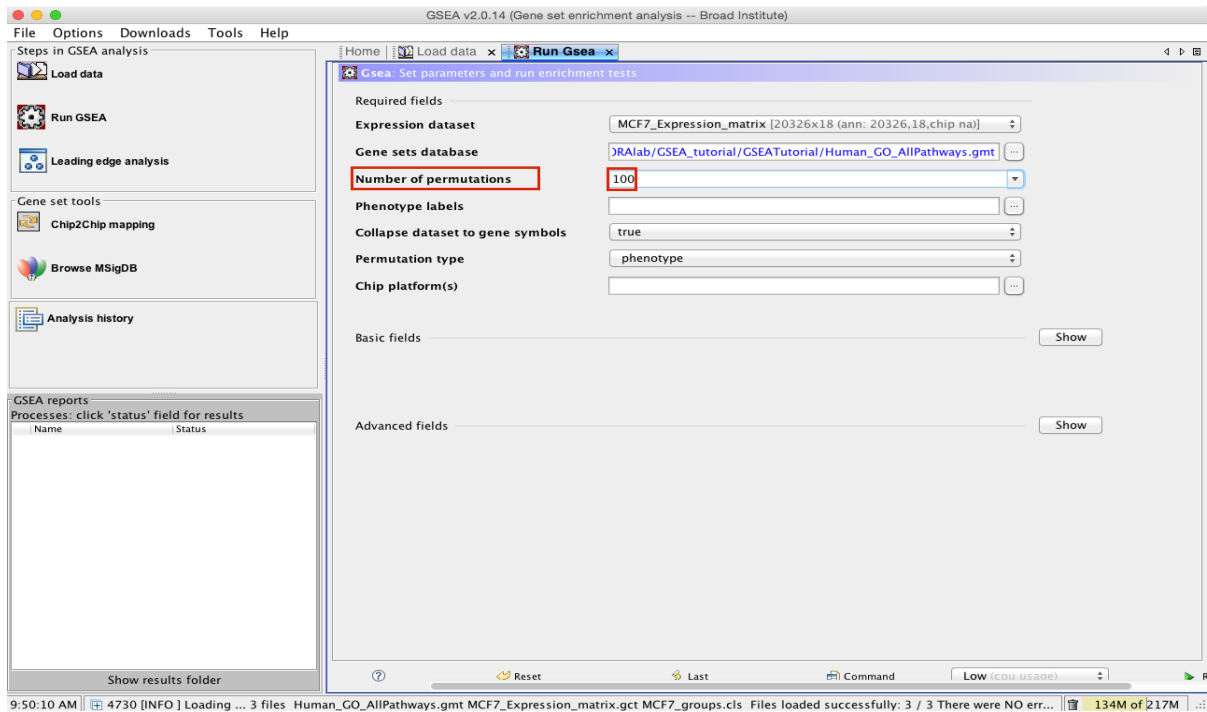 GSEA v2.0.14 (Gene set enrichment analysis -- Broad Institute)
File Options Downloads Tools Help
Steps in GSEA analysis
Load data
Run GSEA
Leading edge analysis
Gene set tools
Chip2Chip mapping
Browse MSigDB
Analysis history
GSEA reports
Processes: click 'status' field for results
Name Status
Show results folder
Home Load data x Run Gsea x
Gsea: Set parameters and run enrichment tests
Required fields
Expression dataset MCF7_Expression_matrix [20326x18 (ann: 20326,18,chip na)]
Gene sets database RAlab/GSEA_tutorial/GSEATutorial/Human_GO_AllPathways.gmt ...
Number of permutations 100
Phenotype labels ...
Collapse dataset to gene symbols true
Permutation type phenotype
Chip platform(s) ...
Basic fields Show
Advanced fields Show
? Reset Last Command Low (cpu usage) R
9:50:10 AM 4730 [INFO ] Loading ... 3 files Human_GO_AllPathways.gmt MCF7_Expression_matrix.gct MCF7_groups.cls Files loaded successfully: 3 / 3 There were NO err... 134M of 217M